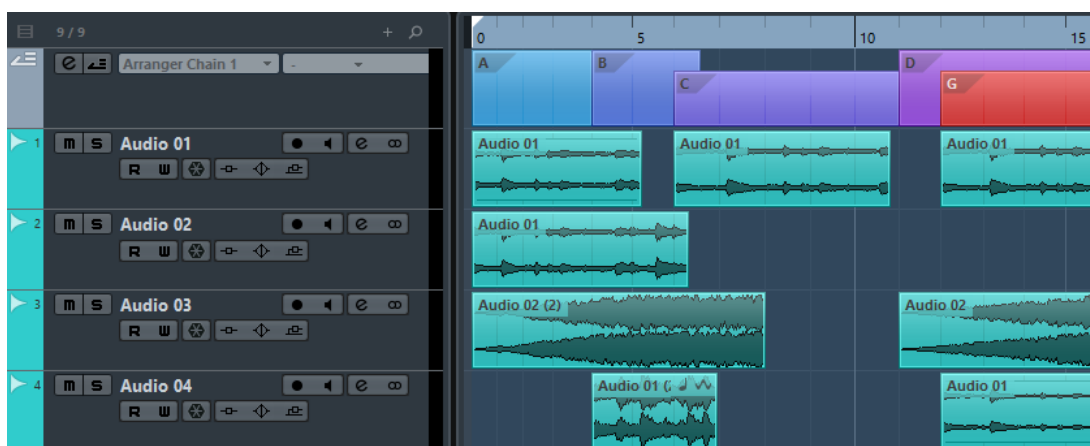 9 / 9 +
0 5 10 15
e Arranger Chain 1 -
A B C D G
1 m S Audio 01 e
R W
Audio 01 Audio 01 Audio 01
2 m S Audio 02 e
R W
Audio 01
3 m S Audio 03 e
R W
Audio 02 (2) Audio 02
4 m S Audio 04 e
R W
Audio 01 Audio 01